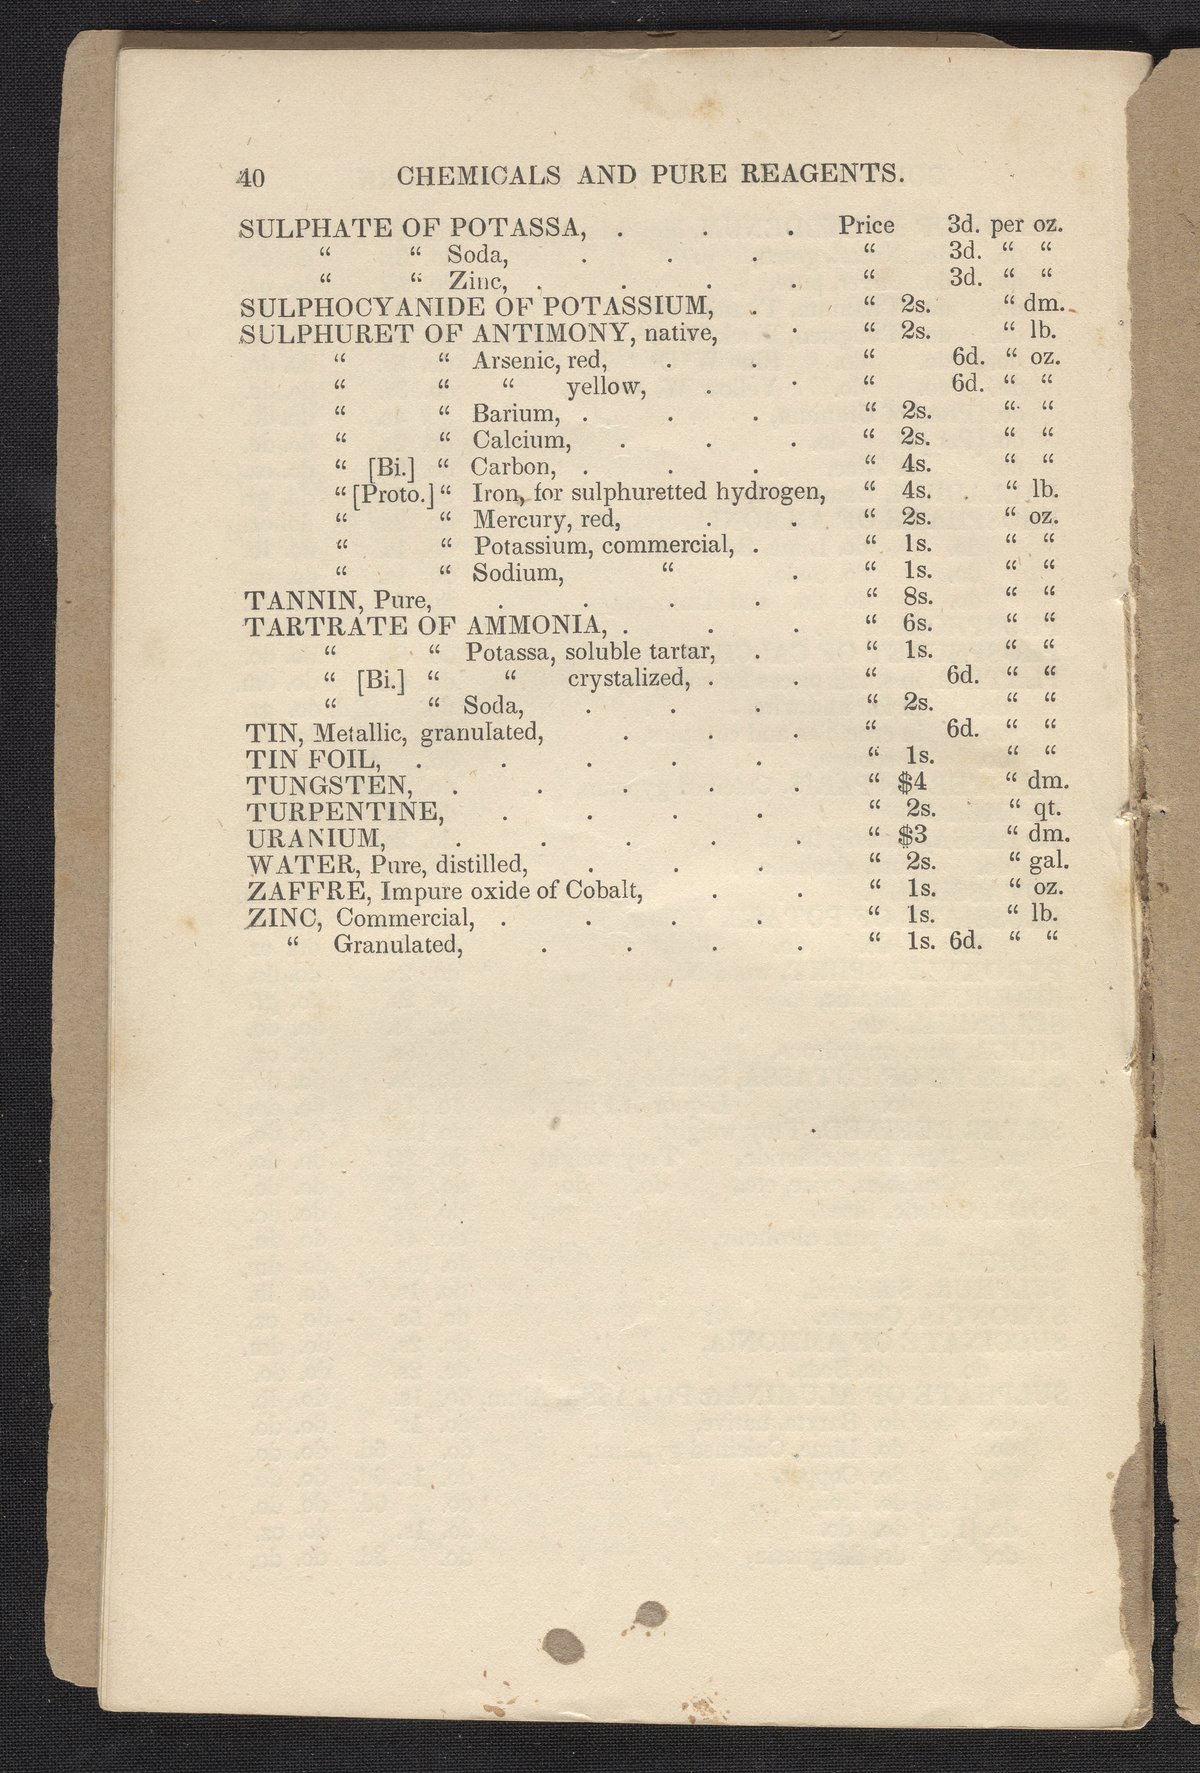 40 CHEMICALS AND PURE REAGENTS.
SULPHATE OF POTASSA, . . . Price 3d. per oz.
“ “ Soda, . . . “ 3d. “ “
“ “ Zinc, . . . . “ 3d. “ “
SULPHOCYANIDE OF POTASSIUM, . “ 2s. “ dm.
SULPHURET OF ANTIMONY, native, . “ 2s. “ lb.
“ “ Arsenic, red, . . “ 6d. “ oz.
“ “ “ yellow, . . “ 6d. “ “
“ “ Barium, . . . “ 2s. “ “
“ “ Calcium, . . . “ 2s. “ “
“ [Bi.] “ Carbon, . . . “ 4s. “ “
“ [Proto.] “ Iron, for sulphuretted hydrogen, “ 4s. “ lb.
“ “ Mercury, red, . . “ 2s. “ oz.
“ “ Potassium, commercial, . “ 1s. “ “
“ “ Sodium, “ . “ 1s. “ “
TANNIN, Pure, . . . . “ 8s. “ “
TARTRATE OF AMMONIA, . . . “ 6s. “ “
“ “ Potassa, soluble tartar, . “ 1s. “ “
“ [Bi.] “ “ crystalized, . . “ 6d. “ “
“ “ Soda, . . . “ 2s. “ “
TIN, Metallic, granulated, . . . “ 6d. “ “
TIN FOIL, . . . . . “ 1s. “ “
TUNGSTEN, . . . . . “ $4 “ dm.
TURPENTINE, . . . . “ 2s. “ qt.
URANIUM, . . . . . “ $3 “ dm.
WATER, Pure, distilled, . . . “ 2s. “ gal.
ZAFFRE, Impure oxide of Cobalt, . . “ 1s. “ oz.
ZINC, Commercial, . . . . “ 1s. “ lb.
“ Granulated, . . . . “ 1s. 6d. “ “